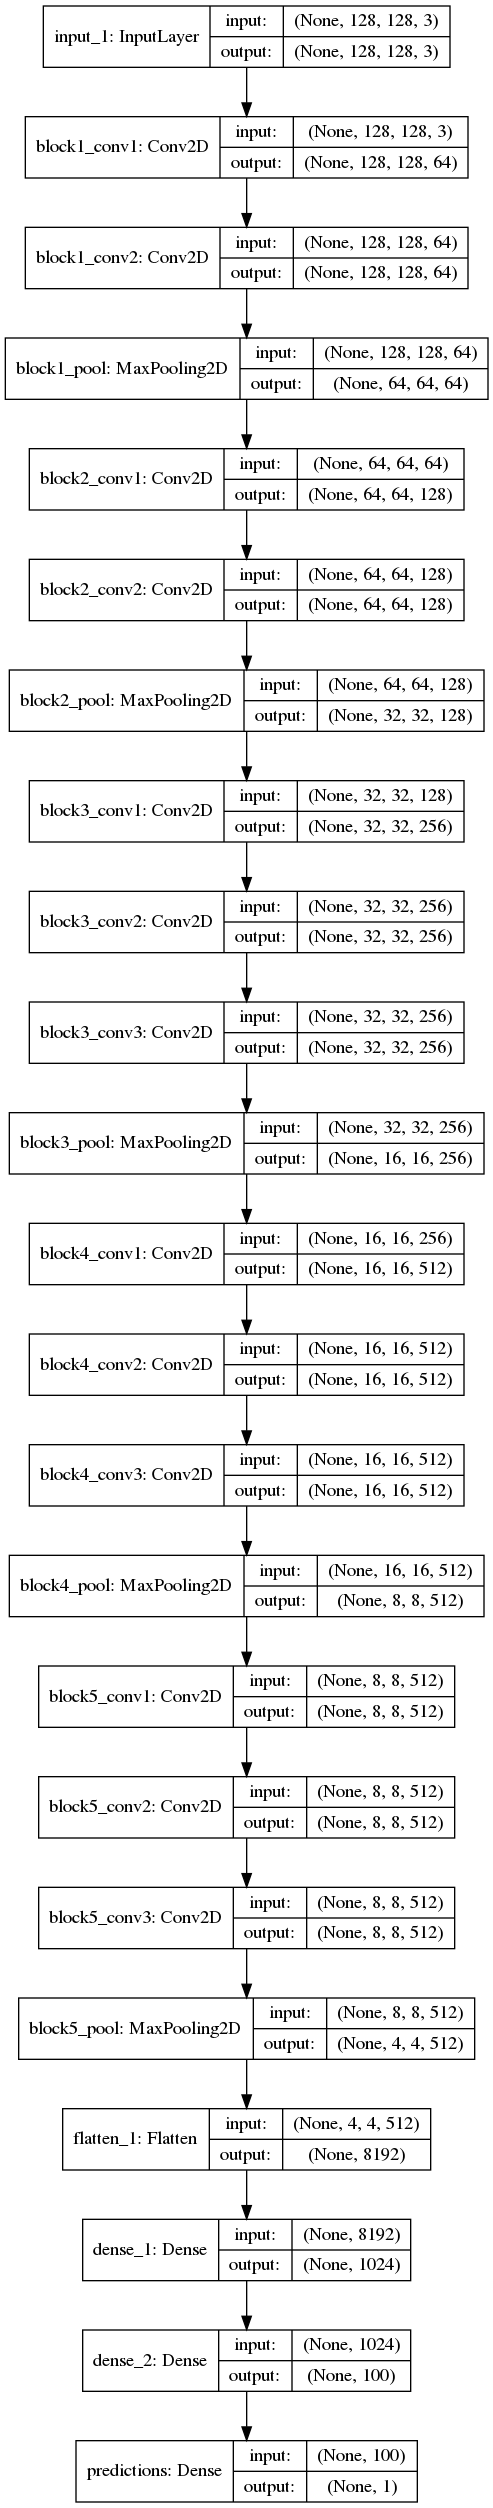 input_1: InputLayer
input: (None, 128, 128, 3)
output: (None, 128, 128, 3)
block1_conv1: Conv2D
input: (None, 128, 128, 3)
output: (None, 128, 128, 64)
block1_conv2: Conv2D
input: (None, 128, 128, 64)
output: (None, 128, 128, 64)
block1_pool: MaxPooling2D
input: (None, 128, 128, 64)
output: (None, 64, 64, 64)
block2_conv1: Conv2D
input: (None, 64, 64, 64)
output: (None, 64, 64, 128)
block2_conv2: Conv2D
input: (None, 64, 64, 128)
output: (None, 64, 64, 128)
block2_pool: MaxPooling2D
input: (None, 64, 64, 128)
output: (None, 32, 32, 128)
block3_conv1: Conv2D
input: (None, 32, 32, 128)
output: (None, 32, 32, 256)
block3_conv2: Conv2D
input: (None, 32, 32, 256)
output: (None, 32, 32, 256)
block3_conv3: Conv2D
input: (None, 32, 32, 256)
output: (None, 32, 32, 256)
block3_pool: MaxPooling2D
input: (None, 32, 32, 256)
output: (None, 16, 16, 256)
block4_conv1: Conv2D
input: (None, 16, 16, 256)
output: (None, 16, 16, 512)
block4_conv2: Conv2D
input: (None, 16, 16, 512)
output: (None, 16, 16, 512)
block4_conv3: Conv2D
input: (None, 16, 16, 512)
output: (None, 16, 16, 512)
block4_pool: MaxPooling2D
input: (None, 16, 16, 512)
output: (None, 8, 8, 512)
block5_conv1: Conv2D
input: (None, 8, 8, 512)
output: (None, 8, 8, 512)
block5_conv2: Conv2D
input: (None, 8, 8, 512)
output: (None, 8, 8, 512)
block5_conv3: Conv2D
input: (None, 8, 8, 512)
output: (None, 8, 8, 512)
block5_pool: MaxPooling2D
input: (None, 8, 8, 512)
output: (None, 4, 4, 512)
flatten_1: Flatten
input: (None, 4, 4, 512)
output: (None, 8192)
dense_1: Dense
input: (None, 8192)
output: (None, 1024)
dense_2: Dense
input: (None, 1024)
output: (None, 100)
predictions: Dense
input: (None, 100)
output: (None, 1)